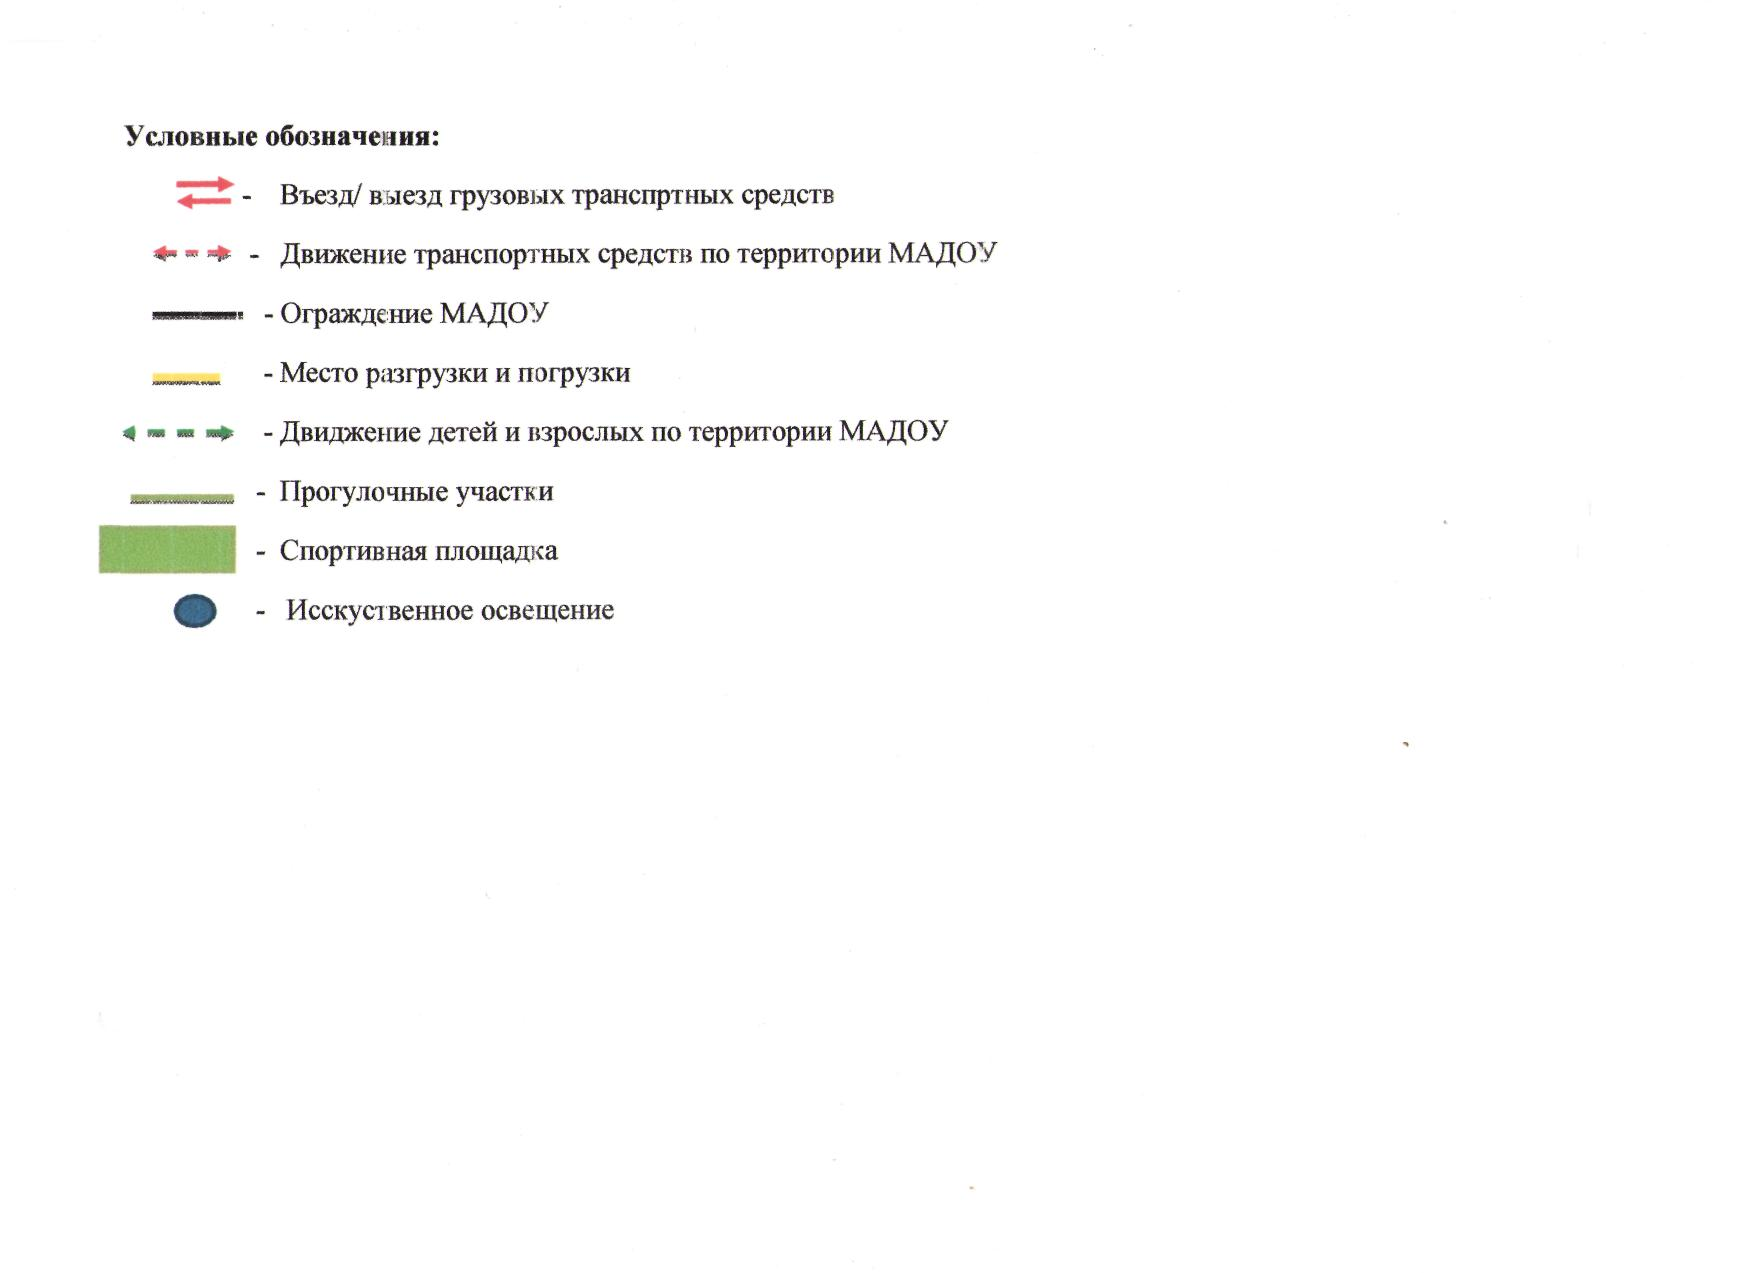 Условные обозначения:
- Въезд/ выезд грузовых транспртных средств
- Движение транспортных средств по территории МАДОУ
- Ограждение МАДОУ
- Место разгрузки и погрузки
- Двиджение детей и взрослых по территории МАДОУ
- Прогулочные участки
- Спортивная площадка
- Исскуственное освещение